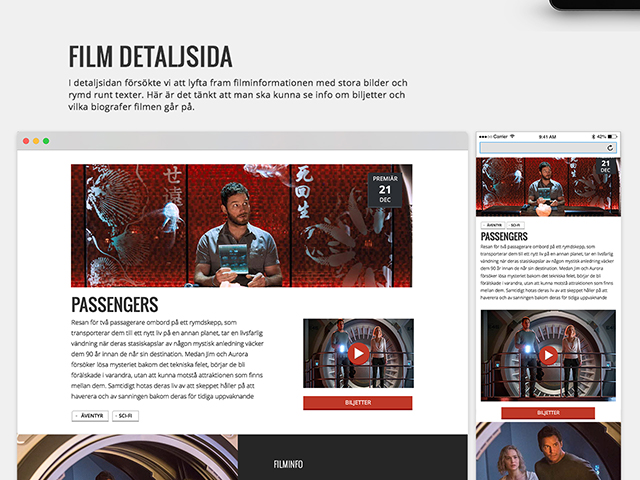 FILM DETALJSIDA
I detaljsidan försökte vi att lyfta fram filminformationen med stora bilder och
rymd runt texter. Här är det tänkt att man ska kunna se info om biljetter och
vilka biografer filmen går på.
せ
遠
死
回
生
PREMIÄR
21
DEC
PASSENGERS
Resan för två passagerare ombord på ett rymdskepp, som
transporterar dem till ett nytt liv på en annan planet, tar en livsfarlig
vändning när deras stasiskapslar av någon mystisk anledning väcker
dem 90 år innan de når sin destination. Medan Jim och Aurora
försöker lösa mysteriet bakom det tekniska felet, börjar de bli
förälskade i varandra, utan att kunna motstå attraktionen som finns
mellan dem. Samtidigt hotas deras liv av att skeppet håller på att
haverera och av sanningen bakom deras för tidiga uppvaknande
ÄVENTYR
SCI-FI
BILJETTER
FILMINFO
Carrier
9:41 AM
42%
21
DEC
ÄVENTYR
SCI-FI
PASSENGERS
Resan för två passagerare ombord på ett rymdskepp, som
transporterar dem till ett nytt liv på en annan planet, tar en livsfarlig
vändning när deras stasiskapslar av någon mystisk anledning väcker
dem 90 år innan de når sin destination. Medan Jim och Aurora
försöker lösa mysteriet bakom det tekniska felet, börjar de bli
förälskade i varandra, utan att kunna motstå attraktionen som finns
mellan dem. Samtidigt hotas deras liv av att skeppet håller på att
haverera och av sanningen bakom deras för tidiga uppvaknande
BILJETTER